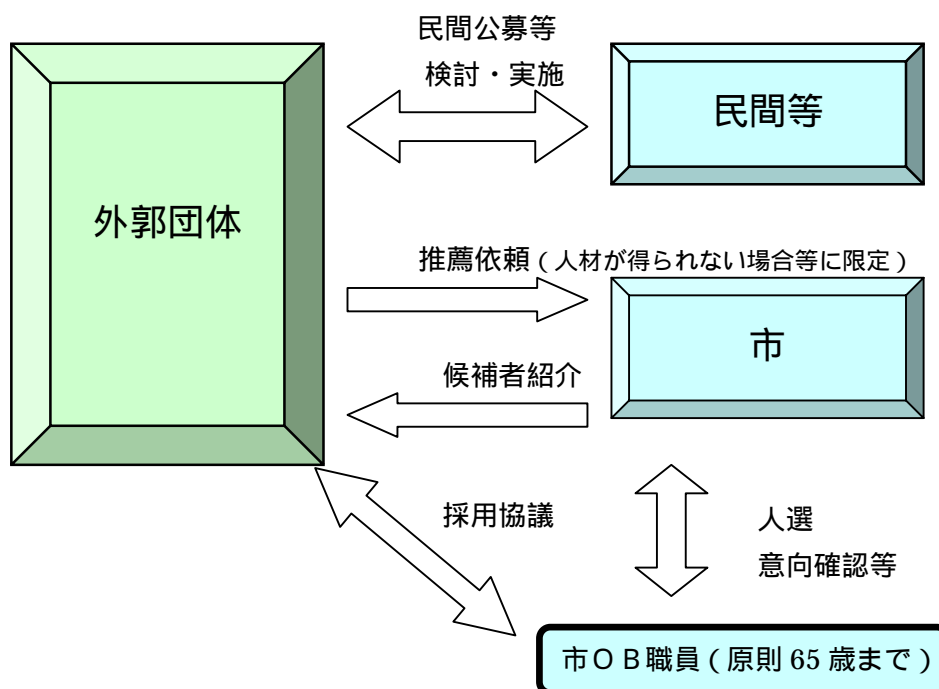 民間公募等
検討・実施
民間等
外郭団体
推薦依頼（人材が得られない場合等に限定）
市
候補者紹介
採用協議
人選
意向確認等
市ＯＢ職員（原則 65 歳まで）